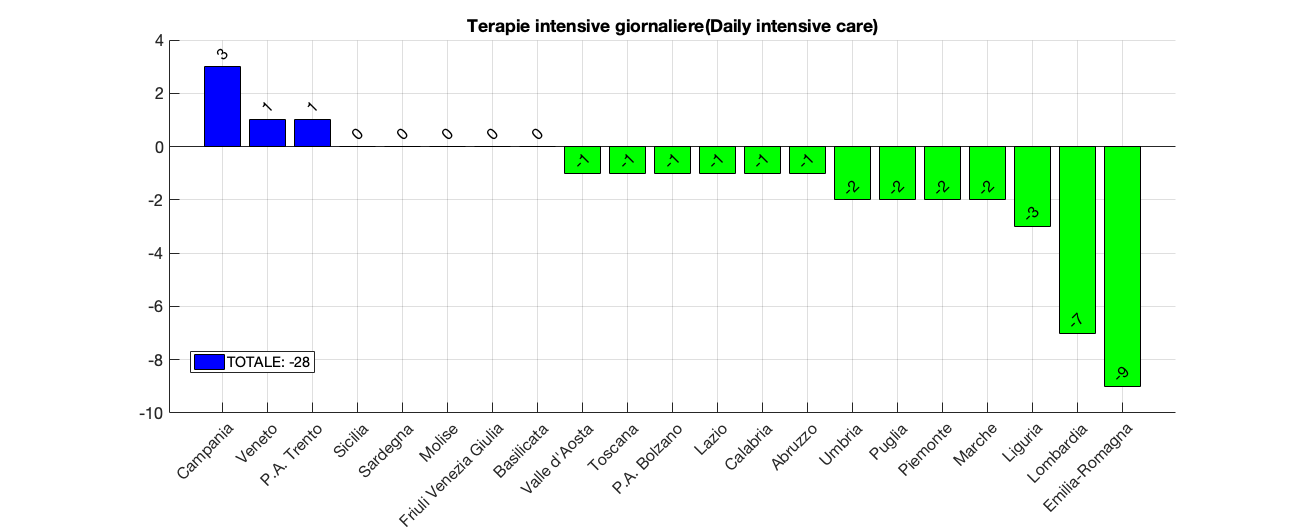 Terapie intensive giornaliere(Daily intensive care)
4
2
0
-2
-4
-6
-8
-10
3
1
1
0
0
0
0
0
-1
-1
-1
-1
-1
-1
-2
-2
-2
-2
-3
-7
-9
TOTALE: -28
Campania
Veneto
P.A. Trento
Sicilia
Sardegna
Molise
Friuli Venezia Giulia
Basilicata
Valle d'Aosta
Toscana
P.A. Bolzano
Lazio
Calabria
Abruzzo
Umbria
Puglia
Piemonte
Marche
Liguria
Lombardia
Emilia-Romagna